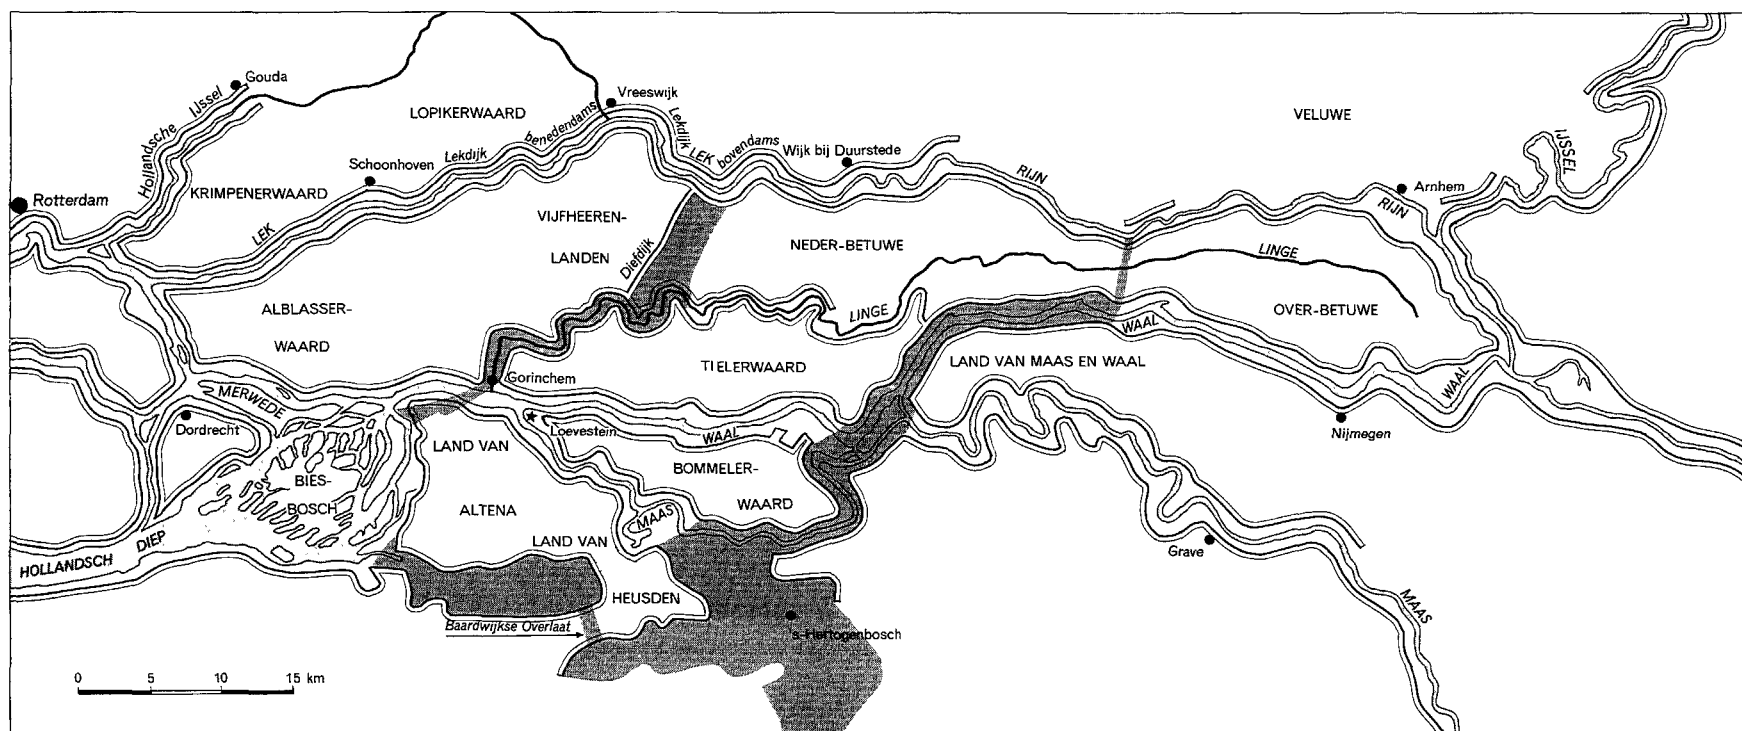 Gouda
Hollandsche IJssel
LOPIKERWAARD
Vreeswijk
VELUWE
Schoonhoven
Lekdijk benedendams
Lekdijk
LEK bovendams
Wijk bij Duurstede
RIJN
IJSSEL
Arnhem
RIJN
Rotterdam
KRIMPENERWAARD
LEK
VIJFHEEREN-
LANDEN
Diefdijk
NEDER-BETUWE
LINGE
ALBLASSER-
WAARD
LINGE
OVER-BETUWE
WAAL
TIELERWAARD
LAND VAN MAAS EN WAAL
WAAL
Gorinchem
MERWEDE
Dordrecht
Loevestein
WAAL
Nijmegen
LAND VAN
ALTENA
BOMMELER-
WAARD
BIES-
BOSCH
MAAS
LAND VAN
HEUSDEN
Grave
HOLLANDSCH DIEP
MAAS
Baardwijkse Overlaat
's-Hertogenbosch
0 5 10 15 km